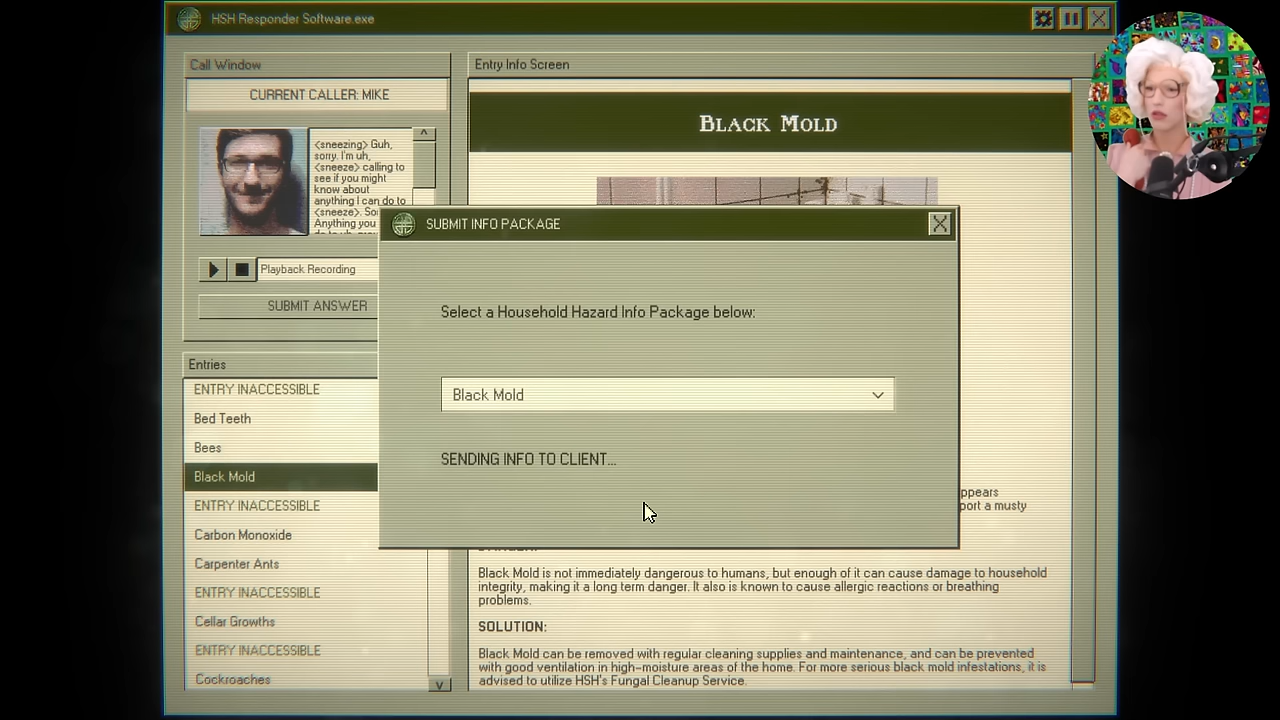 HSH Responder Software.exe
Call Window
CURRENT CALLER: MIKE
<sneezing> Guh,
sorry. I'm uh,
<sneeze> calling to
see if you might
know about
anything I can do to
<sneeze>. Sor
Anything you
Playback Recording
SUBMIT ANSWER
Entries
ENTRY INACCESSIBLE
Bed Teeth
Bees
Black Mold
ENTRY INACCESSIBLE
Carbon Monoxide
Carpenter Ants
ENTRY INACCESSIBLE
Cellar Growths
ENTRY INACCESSIBLE
Cockroaches
Entry Info Screen
BLACK MOLD
SUBMIT INFO PACKAGE
Select a Household Hazard Info Package below:
Black Mold
SENDING INFO TO CLIENT...
ppears
port a musty
Black Mold is not immediately dangerous to humans, but enough of it can cause damage to household
integrity, making it a long term danger. It also is known to cause allergic reactions or breathing
problems.
SOLUTION:
Black Mold can be removed with regular cleaning supplies and maintenance, and can be prevented
with good ventilation in high-moisture areas of the home. For more serious black mold infestations, it is
advised to utilize HSH's Fungal Cleanup Service.